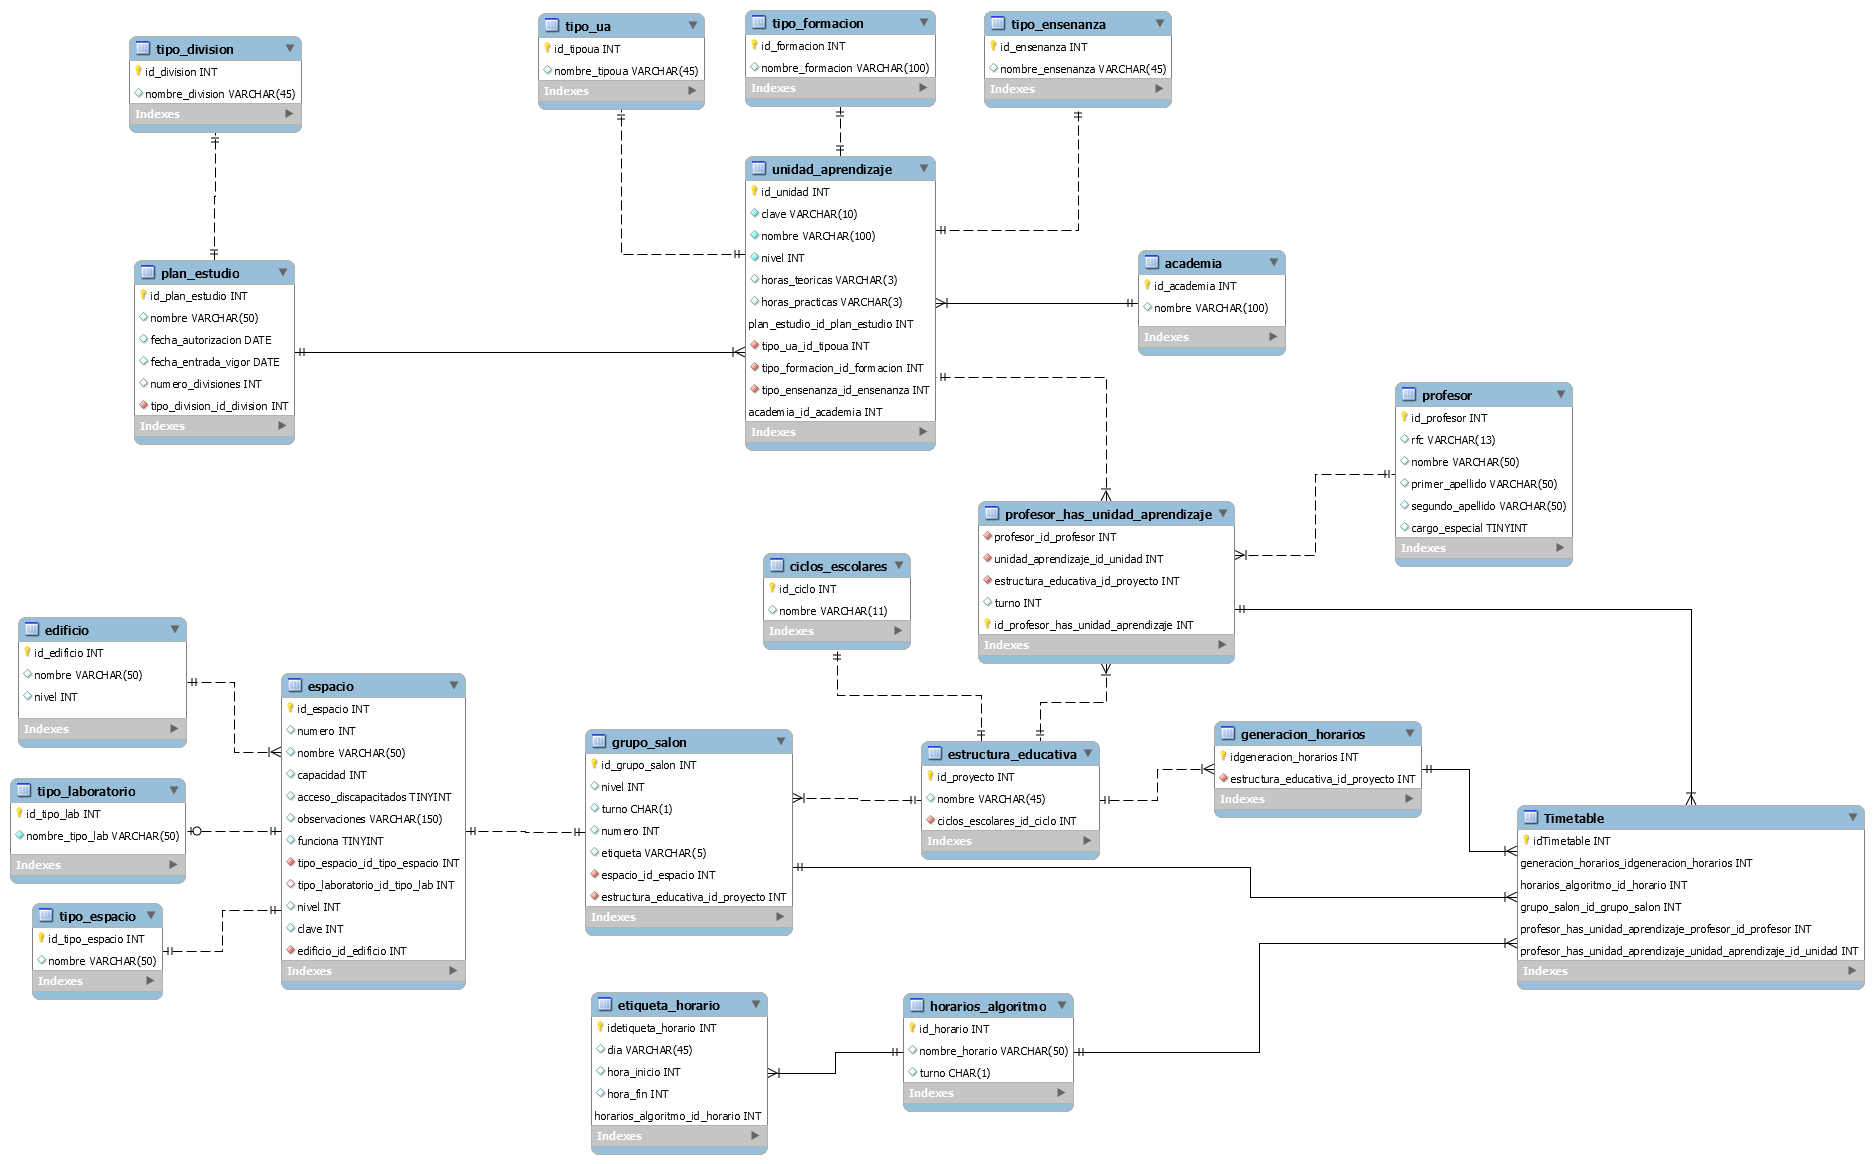 tipo_division
id_division INT
nombre_division VARCHAR(45)
Indexes
tipo_ua
id_tipoua INT
nombre_tipoua VARCHAR(45)
Indexes
tipo_formacion
id_formacion INT
nombre_formacion VARCHAR(100)
Indexes
tipo_ensenanza
id_ensenanza INT
nombre_ensenanza VARCHAR(45)
Indexes
unidad_aprendizaje
id_unidad INT
clave VARCHAR(10)
nombre VARCHAR(100)
nivel INT
horas_teoricas VARCHAR(3)
horas_practicas VARCHAR(3)
plan_estudio_id_plan_estudio INT
tipo_ua_id_tipoua INT
tipo_formacion_id_formacion INT
tipo_ensenanza_id_ensenanza INT
academia_id_academia INT
Indexes
plan_estudio
id_plan_estudio INT
nombre VARCHAR(50)
fecha_autorizacion DATE
fecha_entrada_vigor DATE
numero_divisiones INT
tipo_division_id_division INT
Indexes
academia
id_academia INT
nombre VARCHAR(100)
Indexes
profesor
id_profesor INT
rfc VARCHAR(13)
nombre VARCHAR(50)
primer_apellido VARCHAR(50)
segundo_apellido VARCHAR(50)
cargo_especial TINYINT
Indexes
profesor_has_unidad_aprendizaje
profesor_id_profesor INT
unidad_aprendizaje_id_unidad INT
estructura_educativa_id_proyecto INT
turno INT
id_profesor_has_unidad_aprendizaje INT
Indexes
ciclos_escolares
id_ciclo INT
nombre VARCHAR(11)
Indexes
edificio
id_edificio INT
nombre VARCHAR(50)
nivel INT
Indexes
espacio
id_espacio INT
numero INT
nombre VARCHAR(50)
capacidad INT
acceso_discapacitados TINYINT
observaciones VARCHAR(150)
funciona TINYINT
tipo_espacio_id_tipo_espacio INT
tipo_laboratorio_id_tipo_lab INT
nivel INT
clave INT
edificio_id_edificio INT
Indexes
tipo_laboratorio
id_tipo_lab INT
nombre_tipo_lab VARCHAR(50)
Indexes
tipo_espacio
id_tipo_espacio INT
nombre VARCHAR(50)
Indexes
grupo_salon
id_grupo_salon INT
nivel INT
turno CHAR(1)
numero INT
etiqueta VARCHAR(5)
espacio_id_espacio INT
estructura_educativa_id_proyecto INT
Indexes
estructura_educativa
id_proyecto INT
nombre VARCHAR(45)
ciclos_escolares_id_ciclo INT
Indexes
generacion_horarios
idgeneracion_horarios INT
estructura_educativa_id_proyecto INT
Indexes
Timetable
idTimetable INT
generacion_horarios_idgeneracion_horarios INT
horarios_algoritmo_id_horario INT
grupo_salon_id_grupo_salon INT
profesor_has_unidad_aprendizaje_profesor_id_profesor INT
profesor_has_unidad_aprendizaje_unidad_aprendizaje_id_unidad INT
Indexes
etiqueta_horario
idetiqueta_horario INT
dia VARCHAR(45)
hora_inicio INT
hora_fin INT
horarios_algoritmo_id_horario INT
Indexes
horarios_algoritmo
id_horario INT
nombre_horario VARCHAR(50)
turno CHAR(1)
Indexes